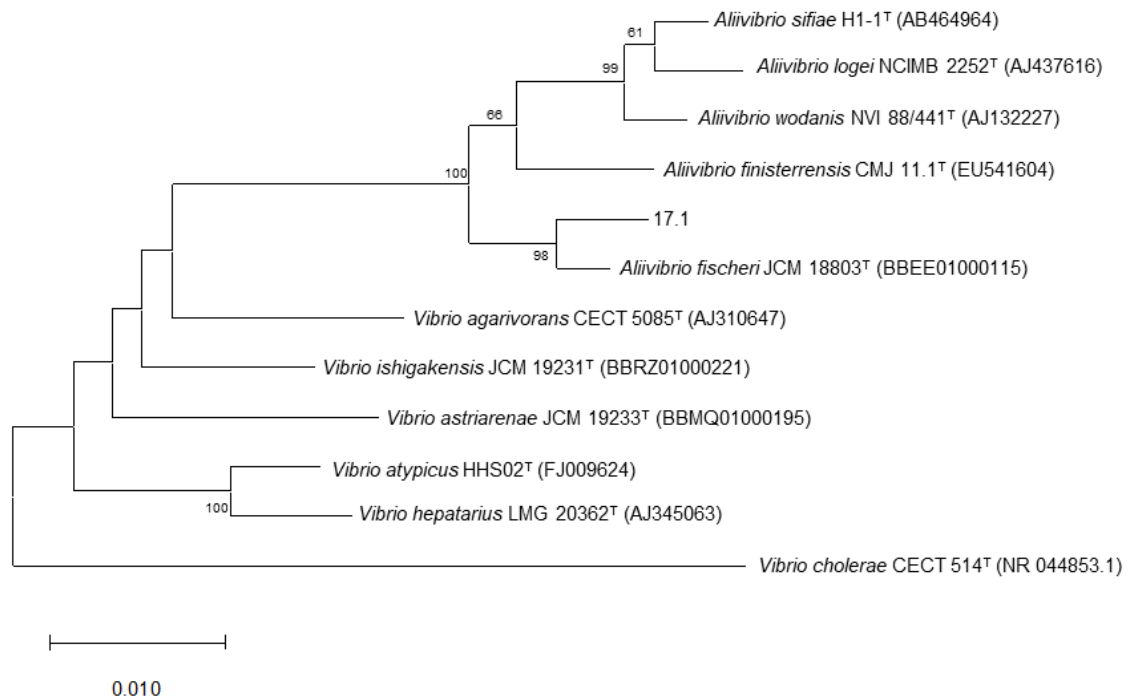 Aliivibrio sifiae H1-1ᵀ (AB464964)
61
Aliivibrio logei NCIMB 2252ᵀ (AJ437616)
99
Aliivibrio wodanis NVI 88/441ᵀ (AJ132227)
66
Aliivibrio finisterrensis CMJ 11.1ᵀ (EU541604)
100
17.1
98
Aliivibrio fischeri JCM 18803ᵀ (BBEE01000115)
Vibrio agarivorans CECT 5085ᵀ (AJ310647)
Vibrio ishigakensis JCM 19231ᵀ (BBRZ01000221)
Vibrio astriarenae JCM 19233ᵀ (BBMQ01000195)
Vibrio atypicus HHS02ᵀ (FJ009624)
100
Vibrio hepatarius LMG 20362ᵀ (AJ345063)
Vibrio cholerae CECT 514ᵀ (NR 044853.1)
0.010